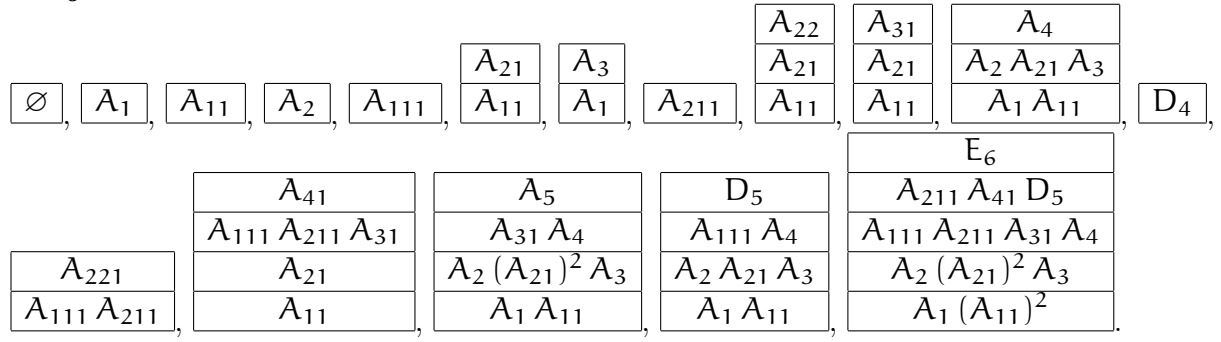 A₂₂ A₃₁ A₄
A₂₁ A₃ A₂₁ A₂₁ A₂ A₂₁ A₃
∅, A₁, A₁₁, A₂, A₁₁₁, A₁₁, A₁, A₂₁₁, A₁₁, A₁₁, A₁ A₁₁, D₄,
E₆
A₄₁ A₅ D₅ A₂₁₁ A₄₁ D₅
A₁₁₁ A₂₁₁ A₃₁ A₃₁ A₄ A₁₁₁ A₄ A₁₁₁ A₂₁₁ A₃₁ A₄
A₂₂₁ A₂₁ A₂ (A₂₁)² A₃ A₂ A₂₁ A₃ A₂ (A₂₁)² A₃
A₁₁₁ A₂₁₁, A₁₁, A₁ A₁₁, A₁ A₁₁, A₁ (A₁₁)².